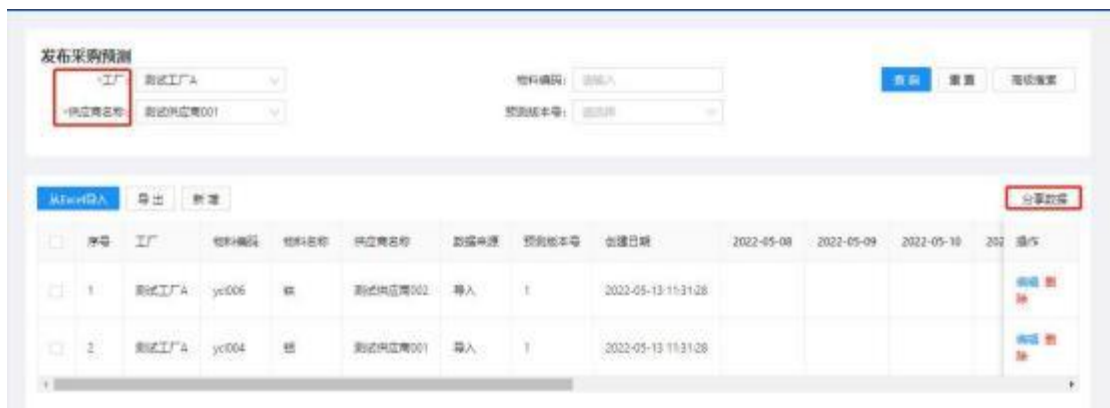 发布采购预测
*工厂: 测试工厂A 物料编码: 请输入 查询 重置 高级搜索
*供应商名称: 测试供应商001 预测版本号: 请选择
从Excel导入 导出 新增 分享数据
序号 工厂 物料编码 物料名称 供应商名称 数据来源 预测版本号 创建日期 2022-05-08 2022-05-09 2022-05-10 202 操作
1 测试工厂A ycl006 铁 测试供应商002 导入 1 2022-05-13 11:31:28 编辑 删
除
2 测试工厂A ycl004 铝 测试供应商001 导入 1 2022-05-13 11:31:28 编辑 删
除